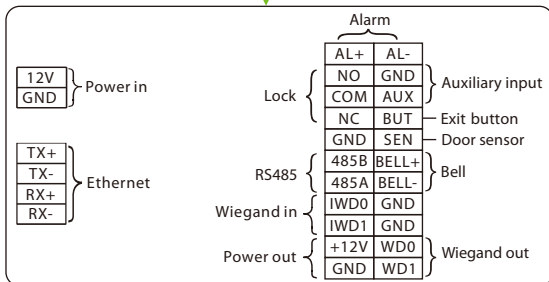 Alarm
AL+ AL-
12V
GND
Power in
NO GND
COM AUX
NC BUT
Lock
Auxiliary input
Exit button
GND SEN
Door sensor
TX+
TX-
RX+
RX-
Ethernet
485B BELL+
485A BELL-
RS485
Bell
IWD0 GND
IWD1 GND
Wiegand in
+12V WD0
GND WD1
Power out
Wiegand out